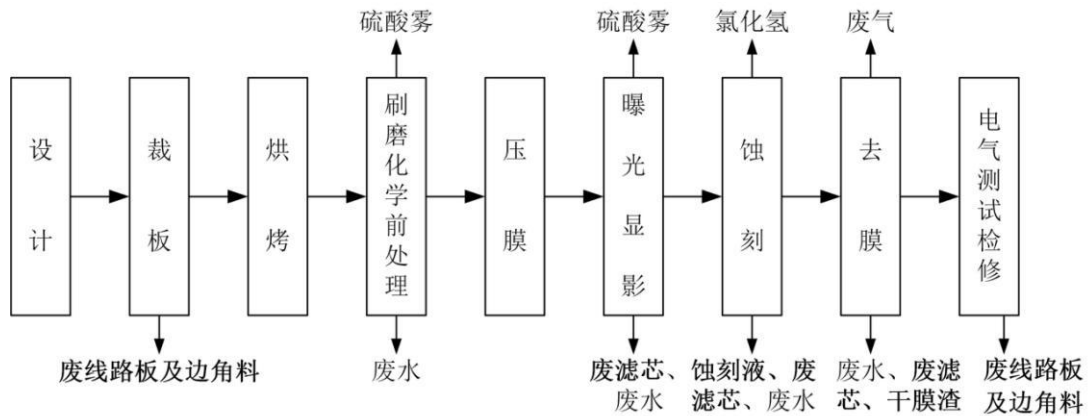 硫酸雾
硫酸雾
氯化氢
废气
设计
裁板
烘烤
刷磨化学前处理
压膜
曝光显影
蚀刻
去膜
电气测试检修
废线路板及边角料
废水
废滤芯、
废水
蚀刻液、废
滤芯、废水
废水、废滤
芯、干膜渣
废线路板
及边角料